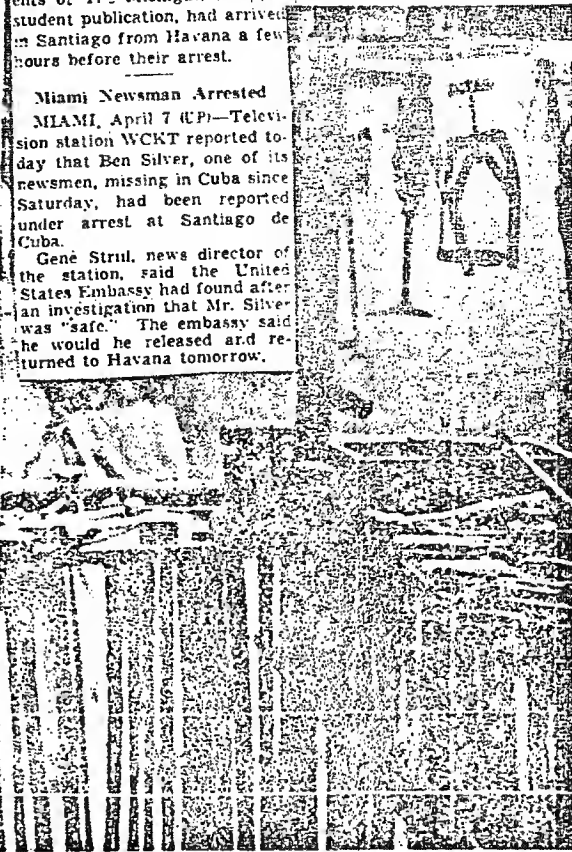 student publication, had arrived
in Santiago from Havana a few
hours before their arrest.
Miami Newsman Arrested
MIAMI, April 7 (UP)—Televi-
sion station WCKT reported to-
day that Ben Silver, one of its
newsmen, missing in Cuba since
Saturday, had been reported
under arrest at Santiago de
Cuba.
Gene Strul, news director of
the station, said the United
States Embassy had found after
an investigation that Mr. Silver
was "safe." The embassy said
he would he released and re-
turned to Havana tomorrow.